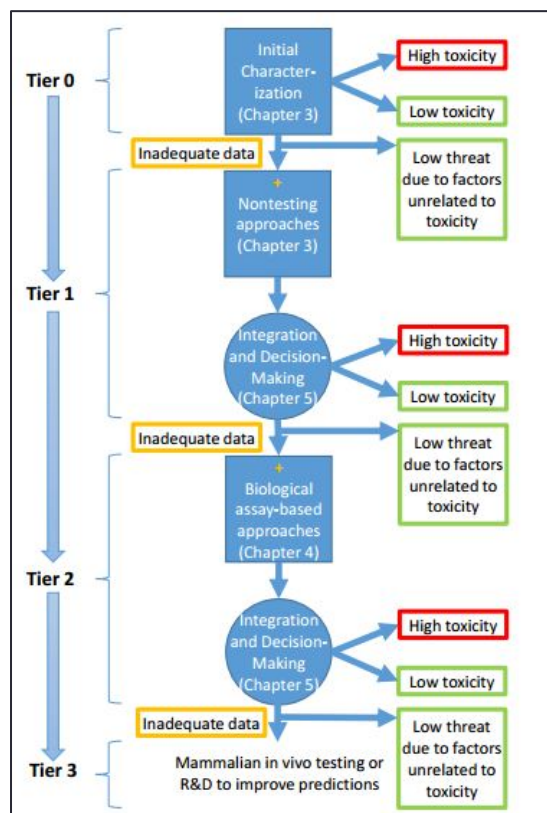 Tier 0
Initial
Character-
ization
(Chapter 3)
High toxicity
Low toxicity
Inadequate data
Low threat
due to factors
unrelated to
toxicity
Tier 1
+
Nontesting
approaches
(Chapter 3)
Integration
and Decision-
Making
(Chapter 5)
High toxicity
Low toxicity
Inadequate data
Low threat
due to factors
unrelated to
toxicity
Tier 2
+
Biological
assay-based
approaches
(Chapter 4)
Integration
and Decision-
Making
(Chapter 5)
High toxicity
Low toxicity
Inadequate data
Low threat
due to factors
unrelated to
toxicity
Tier 3
Mammalian in vivo testing or
R&D to improve predictions